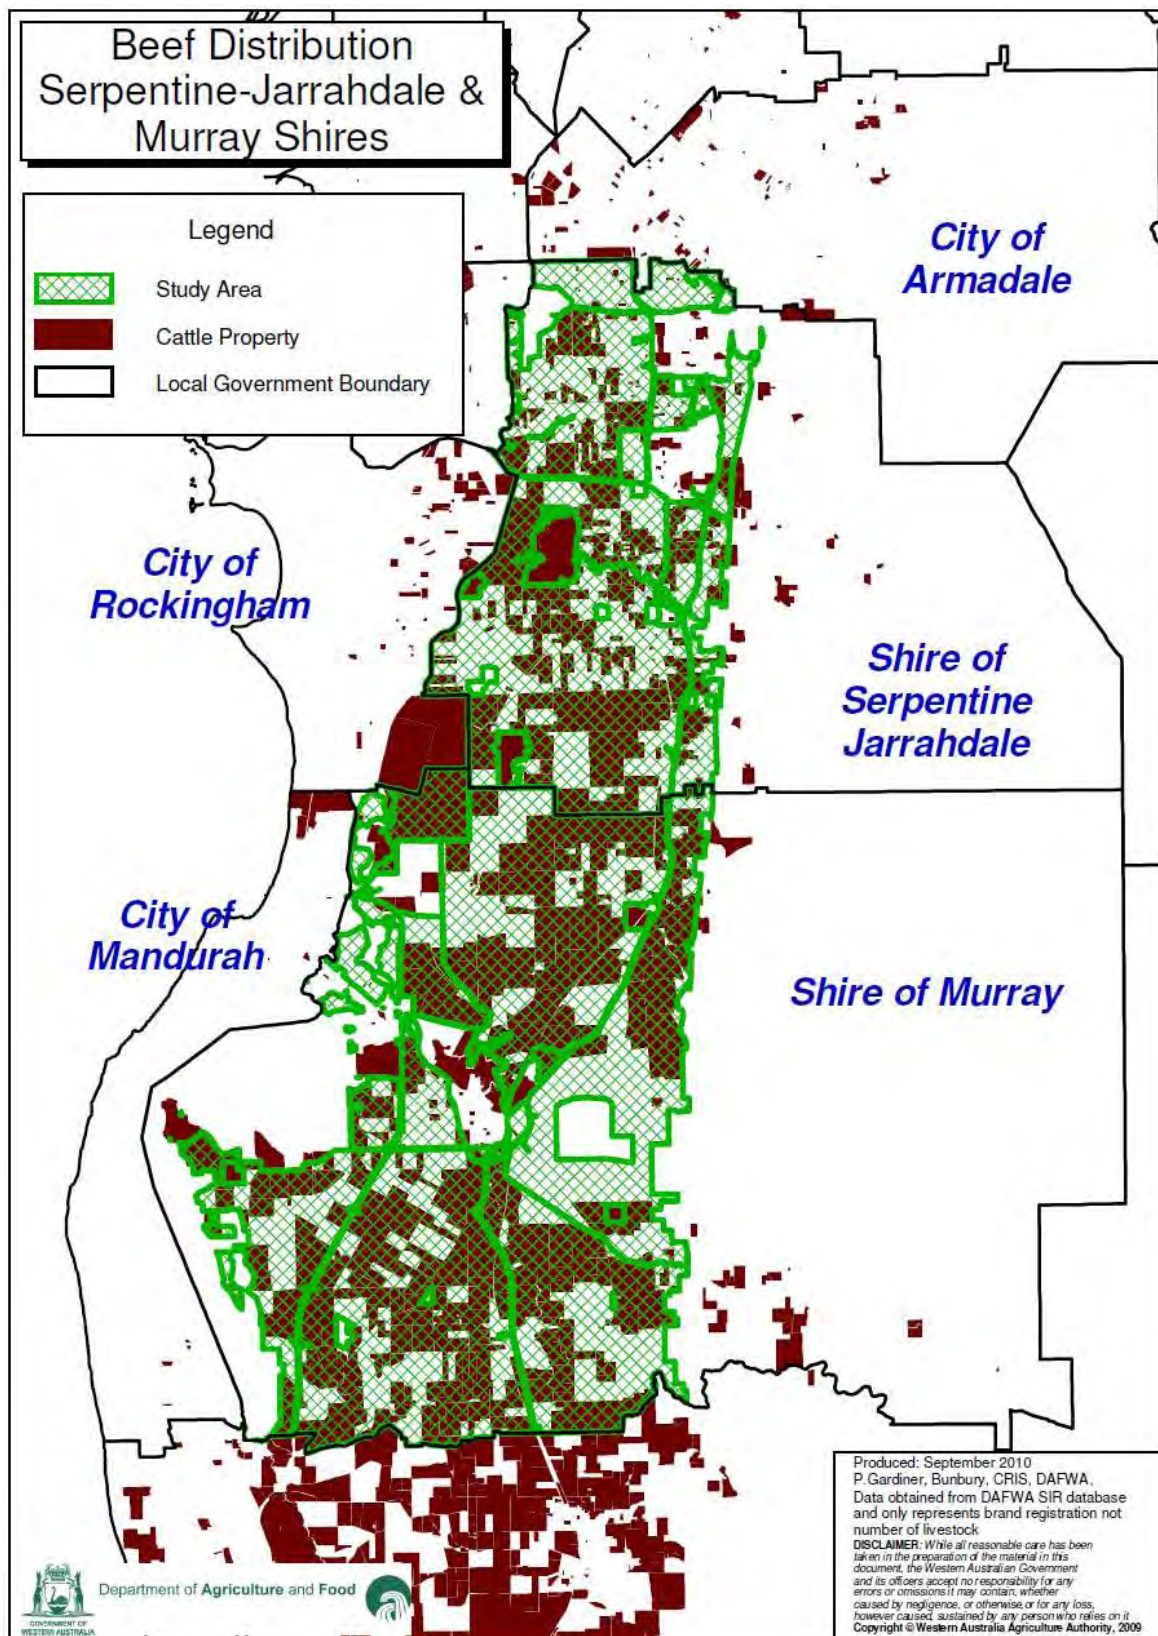 Beef Distribution
Serpentine-Jarrahdale &
Murray Shires
Legend
Study Area
Cattle Property
Local Government Boundary
City of
Armadale
City of
Rockingham
Shire of
Serpentine
Jarrahdale
City of
Mandurah
Shire of Murray
Produced: September 2010
P.Gardiner, Bunbury, CRIS, DAFWA,
Data obtained from DAFWA SIR database
and only represents brand registration not
number of livestock
DISCLAIMER: While all reasonable care has been
taken in the preparation of the material in this
document, the Western Australian Government
and its officers accept no responsibility for any
errors or omissions it may contain, whether
caused by negligence, or otherwise, or for any loss,
however caused, sustained by any person who relies on it
Copyright © Western Australia Agriculture Authority, 2009
Department of Agriculture and Food
GOVERNMENT OF
WESTERN AUSTRALIA